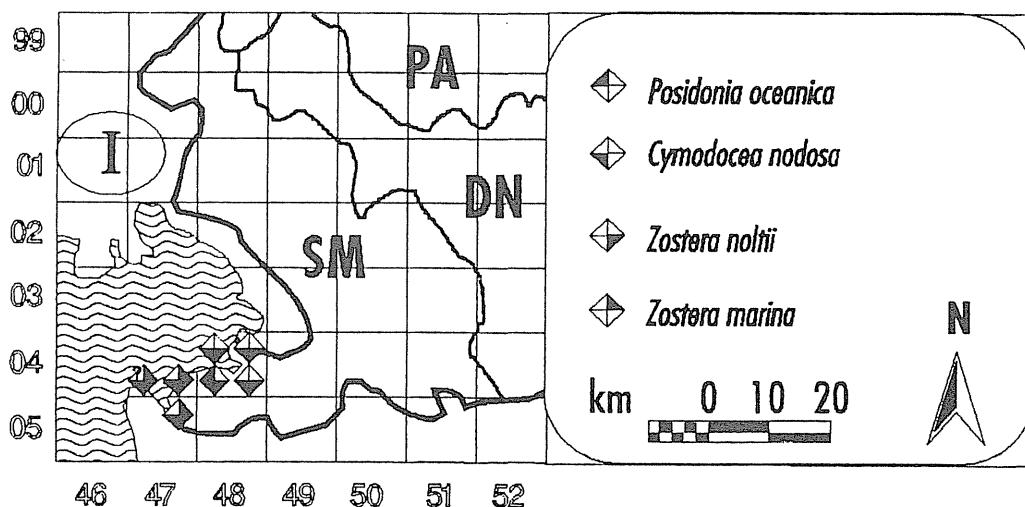 99
00
01
02
03
04
05
46 47 48 49 50 51 52
I
PA
DN
SM
Posidonia oceanica
Cymodocea nodosa
Zostera noltii
Zostera marina
N
km 0 10 20